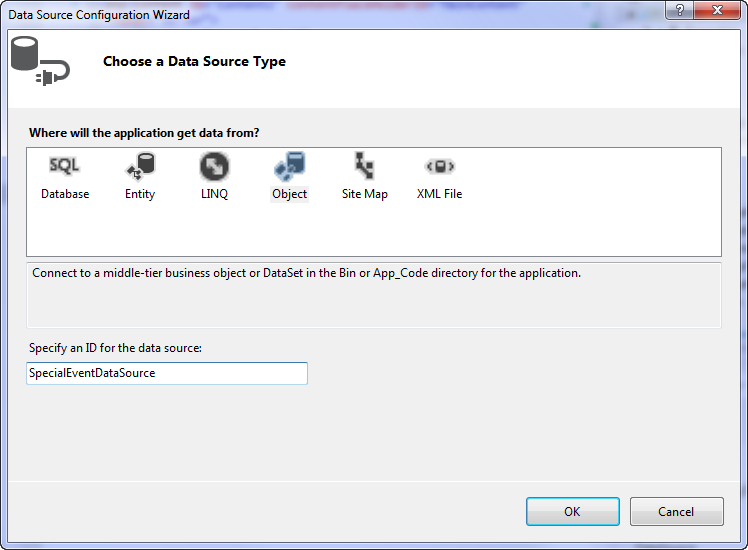 Data Source Configuration Wizard
?
Choose a Data Source Type
Where will the application get data from?
SQL
Database Entity LINQ Object Site Map XML File
Connect to a middle-tier business object or DataSet in the Bin or App_Code directory for the application.
Specify an ID for the data source:
SpecialEventDataSource
OK Cancel